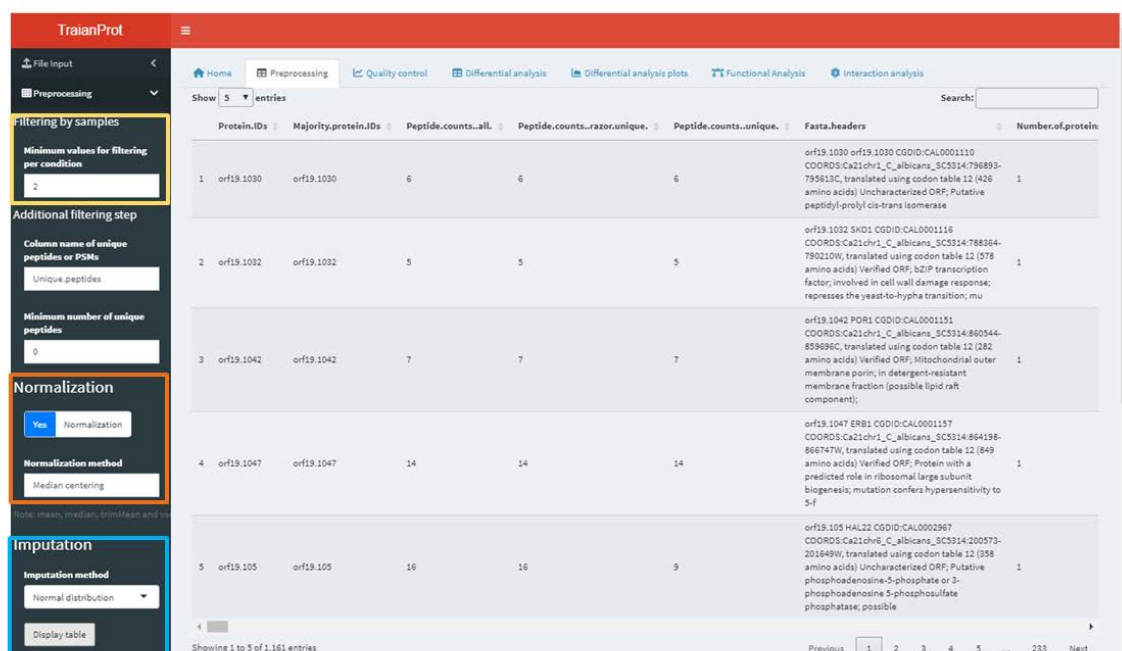 TraianProt
File Input
Preprocessing
Filtering by samples
Minimum values for filtering
per condition
2
Additional filtering step
Column name of unique
peptides or PSMs
Unique.peptides
Minimum number of unique
peptides
0
Normalization
Yes Normalization
Normalization method
Median centering
Note: mean, median, trimMean and
Imputation
Imputation method
Normal distribution
Display table
Home Preprocessing Quality control Differential analysis Differential analysis plots Functional Analysis Interaction analysis
Show 5 entries
Search:
Protein.IDs Majority.protein.IDs Peptide.counts..all. Peptide.counts..razor.unique. Peptide.counts..unique. Fasta.headers Number.of.protein
orf19.1030 orf19.1030 CGDID:CAL0001110
COORDS:Ca21chr1_C_albicans_SC5314:796893-
795613C, translated using codon table 12 (426
1 orf19.1030 orf19.1030 6 6 6 1
amino acids) Uncharacterized ORF; Putative
peptidyl-prolyl cis-trans isomerase
orf19.1032 SKO1 CGDID:CAL0001116
COORDS:Ca21chr1_C_albicans_SC5314:788364-
790210W, translated using codon table 12 (578
2 orf19.1032 orf19.1032 5 5 5 1
amino acids) Verified ORF; bZIP transcription
factor; involved in cell wall damage response;
represses the yeast-to-hypha transition; mu
orf19.1042 POR1 CGDID:CAL0001151
COORDS:Ca21chr1_C_albicans_SC5314:860544-
859696C, translated using codon table 12 (282
3 orf19.1042 orf19.1042 7 7 7 1
amino acids) Verified ORF; Mitochondrial outer
membrane porin; in detergent-resistant
membrane fraction (possible lipid raft
component);
orf19.1047 ERB1 CGDID:CAL0001157
COORDS:Ca21chr1_C_albicans_SC5314:864198-
866747W, translated using codon table 12 (849
4 orf19.1047 orf19.1047 14 14 14 1
amino acids) Verified ORF; Protein with a
predicted role in ribosomal large subunit
biogenesis; mutation confers hypersensitivity to
5-f
orf19.105 HAL22 CGDID:CAL0002967
COORDS:Ca21chr6_C_albicans_SC5314:200573-
201649W, translated using codon table 12 (358
5 orf19.105 orf19.105 16 16 9 1
amino acids) Uncharacterized ORF; Putative
phosphoadenosine-5-phosphate or 3-
phosphoadenosine 5-phosphosulfate
phosphatase; possible
Showing 1 to 5 of 1,161 entries
Previous 1 2 3 4 5 ... 233 Next